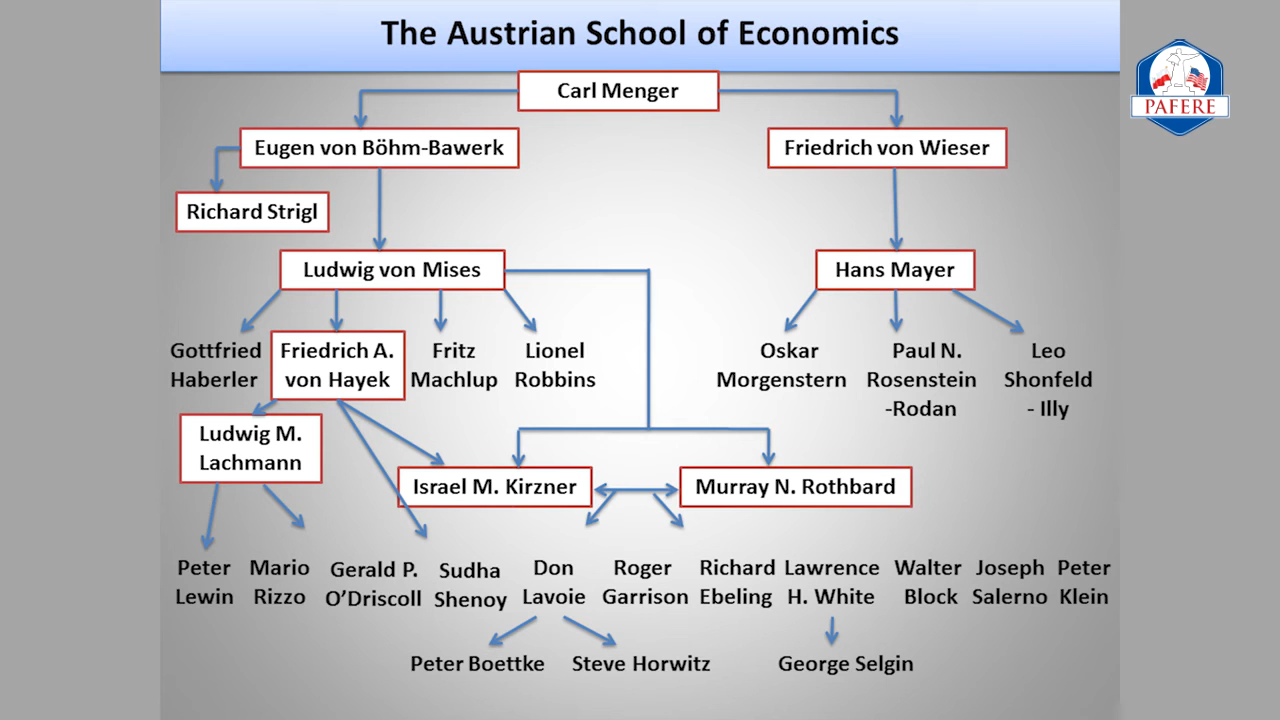 The Austrian School of Economics
PAFERE
Carl Menger
Eugen von Böhm-Bawerk
Friedrich von Wieser
Richard Strigl
Ludwig von Mises
Hans Mayer
Gottfried
Haberler
Friedrich A.
von Hayek
Fritz
Machlup
Lionel
Robbins
Oskar
Morgenstern
Paul N.
Rosenstein
-Rodan
Leo
Shonfeld
- Illy
Ludwig M.
Lachmann
Israel M. Kirzner
Murray N. Rothbard
Peter
Lewin
Mario
Rizzo
Gerald P.
O’Driscoll
Sudha
Shenoy
Don
Lavoie
Roger
Garrison
Richard
Ebeling
Lawrence
H. White
Walter
Block
Joseph
Salerno
Peter
Klein
Peter Boettke
Steve Horwitz
George Selgin